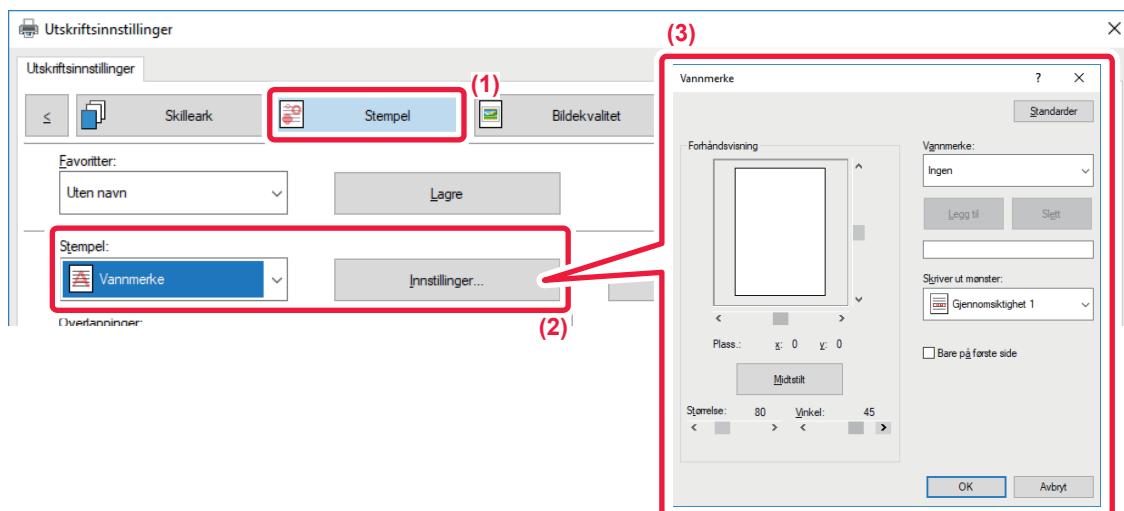 Utskriftsinnstillinger
Utskriftsinnstillinger
(1)
< Skilleark Stempel Bildekvalitet
Favoritter:
Uten navn Lagre
Stempel:
Vannmerke Innstillinger...
(2)
Overlappinger:
(3)
Vannmerke ? ×
Standarder
Forhåndsvisning
Vannmerke:
Ingen
Legg til Slett
Skriver ut mønster:
Gjennomsiktighet 1
Plass.: x: 0 y: 0
Bare på første side
Midtstilt
Størrelse: 80 Vinkel: 45
OK Avbryt